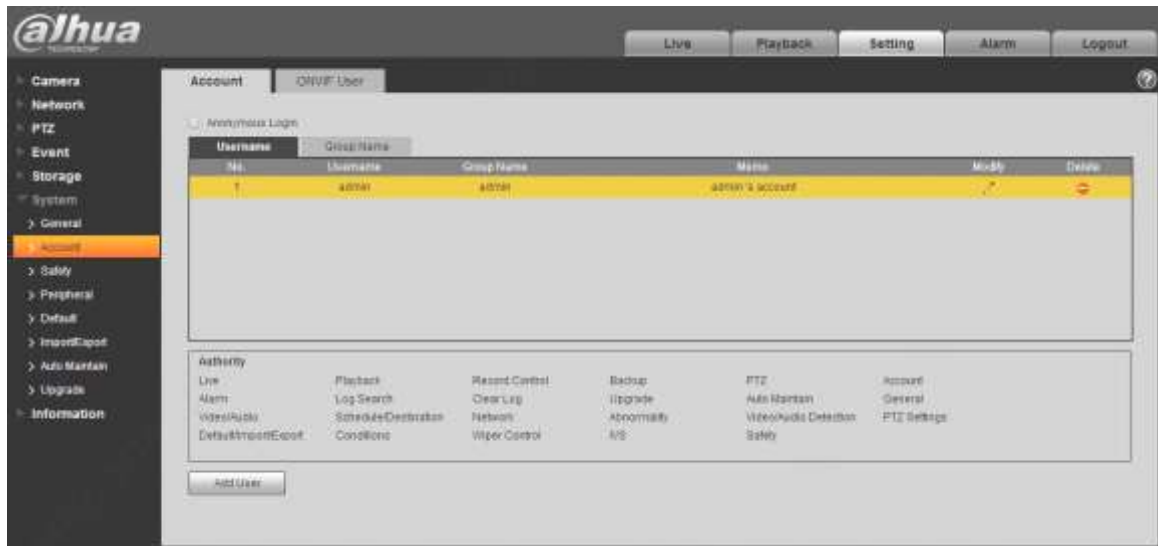 alhua
TECHNOLOGY
Live Playback Setting Alarm Logout
Camera
Network
PTZ
Event
Storage
System
General
Account
Safety
Peripheral
Default
Import/Export
Auto Maintain
Upgrade
Information
Account ONVIF User
Anonymous Login
Username Group Name
No. Username Group Name Memo Modify Delete
1 admin admin admin 's account
Authority
Live Playback Record Control Backup PTZ Account
Alarm Log Search Clear Log Upgrade Auto Maintain General
Video/Audio Schedule/Destination Network Abnormality Video/Audio Detection PTZ Settings
Default/Import/Export Conditions Wiper Control IVS Safety
Add User